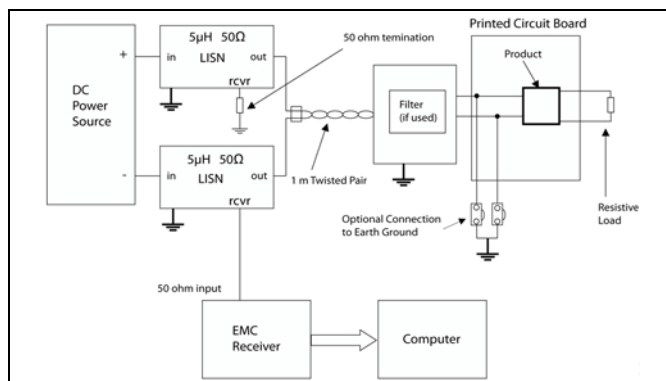 Printed Circuit Board
5µH 50Ω
LISN
in
out
rcvr
50 ohm temination
Product
+
DC
Power
Source
-
Filter
(if used)
5µH 50Ω
LISN
in
out
rcvr
1 m Twisted Pair
Optional Connection
to Earth Ground
Resistive
Load
50 ohm input
EMC
Receiver
Computer